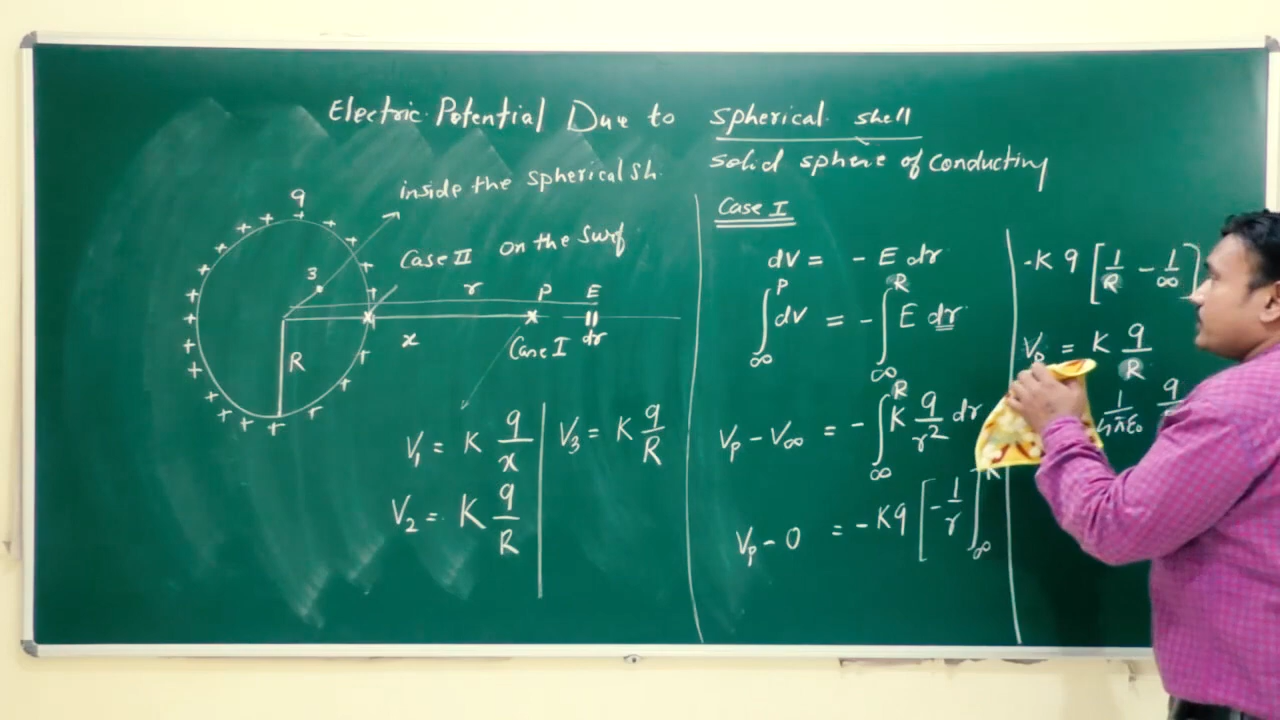 Electric Potential Due to spherical shell
solid sphere of conducting
inside the spherical sh.
Case II on the surf
q
3
r
P
E
x
Case I
dr
R
V₁ = K q/x
V₂ = K q/R
V₃ = K q/R
Case I
dv = - E dr
∫_∞^P dv = - ∫_∞^R E dr
Vp - V∞ = - ∫_∞^R K q/r² dr
Vp - 0 = - Kq [-1/r]_∞^R
-K q [1/R - 1/∞]
Vp = K q/R
1/4πε₀